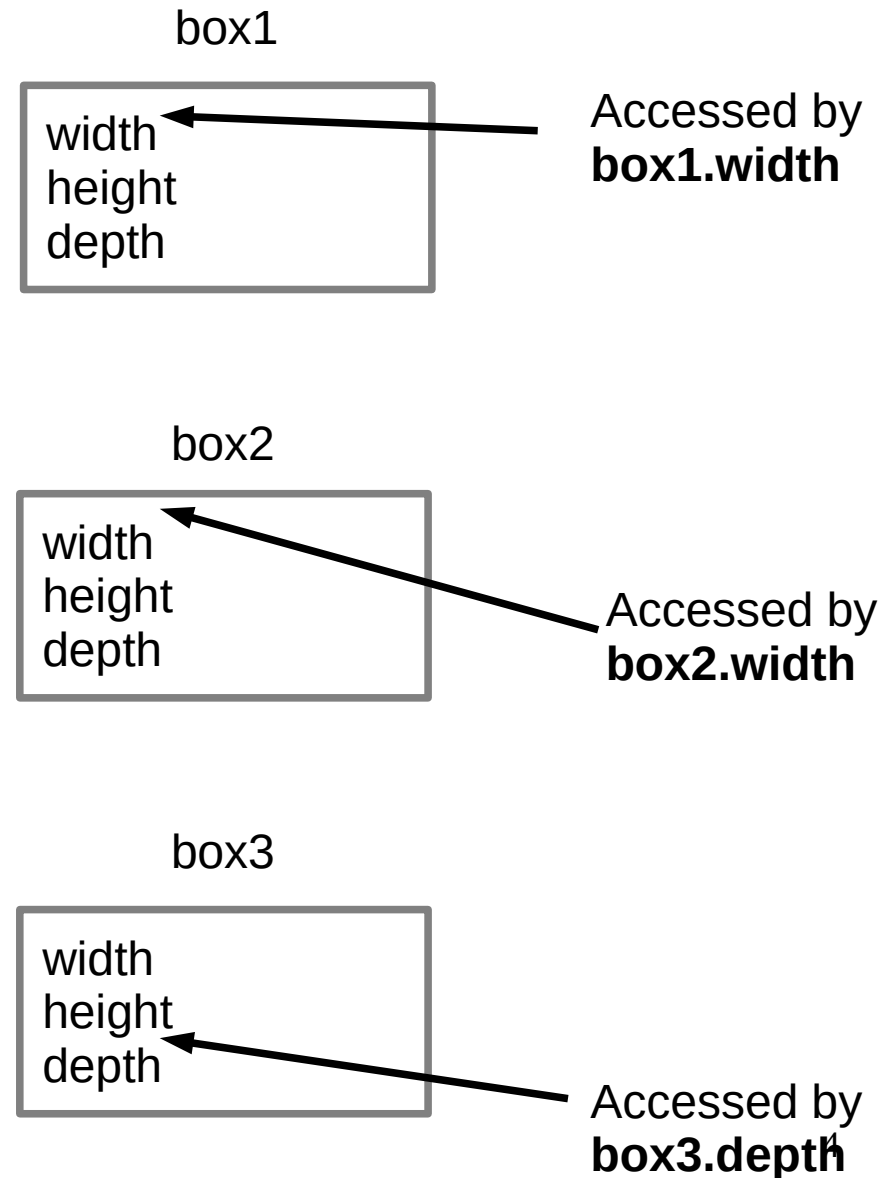 box1
width
height
depth
Accessed by
box1.width
box2
width
height
depth
Accessed by
box2.width
box3
width
height
depth
Accessed by
box3.depth
4